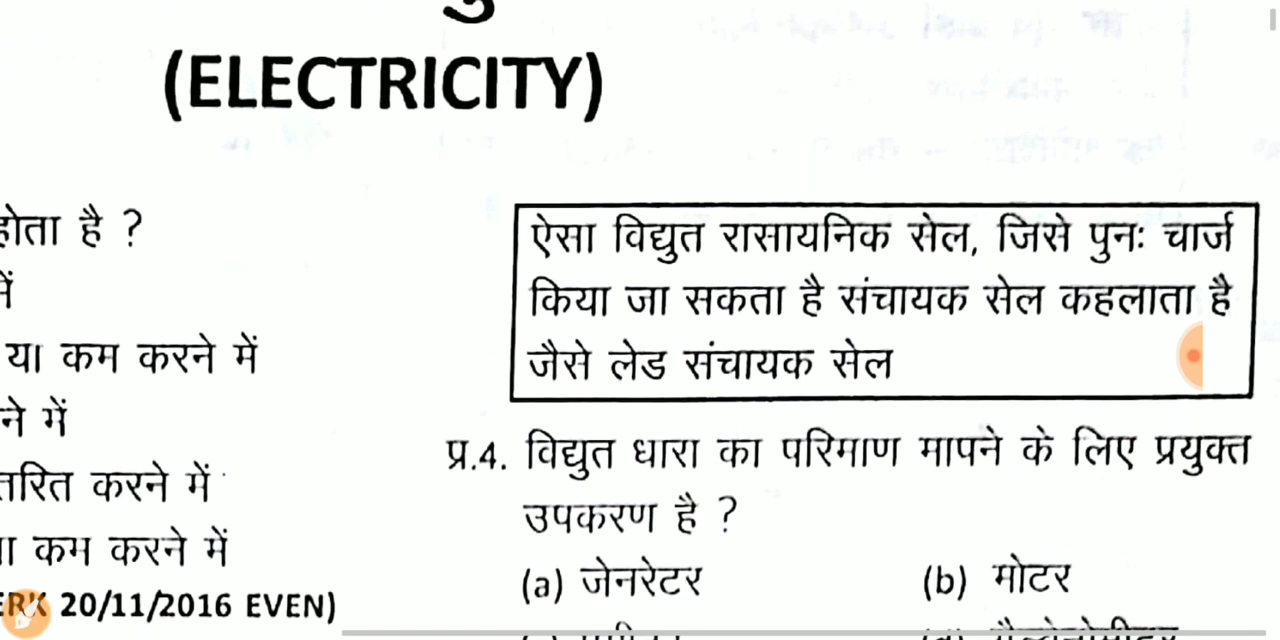 (ELECTRICITY)
होता है ?
में
या कम करने में
ने में
तरित करने में
कम करने में
20/11/2016 EVEN)
ऐसा विद्युत रासायनिक सेल, जिसे पुनः चार्ज
किया जा सकता है संचायक सेल कहलाता है
जैसे लेड संचायक सेल
प्र.4. विद्युत धारा का परिमाण मापने के लिए प्रयुक्त
उपकरण है ?
(a) जेनरेटर (b) मोटर